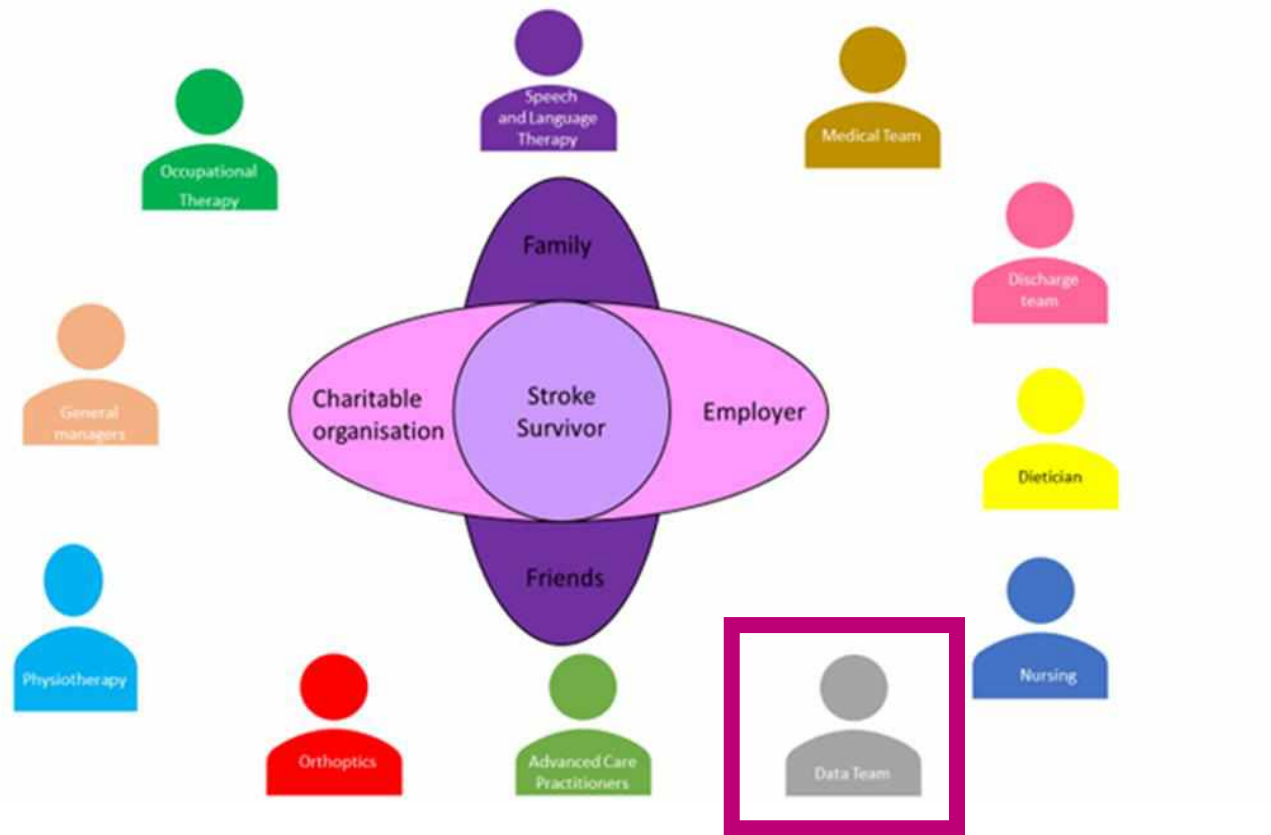 Speech
and Language
Therapy
Medical Team
Occupational
Therapy
Discharge
team
Family
General
managers
Charitable
organisation
Stroke
Survivor
Employer
Dietician
Friends
Physiotherapy
Nursing
Orthoptics
Advanced Care
Practitioners
Data Team